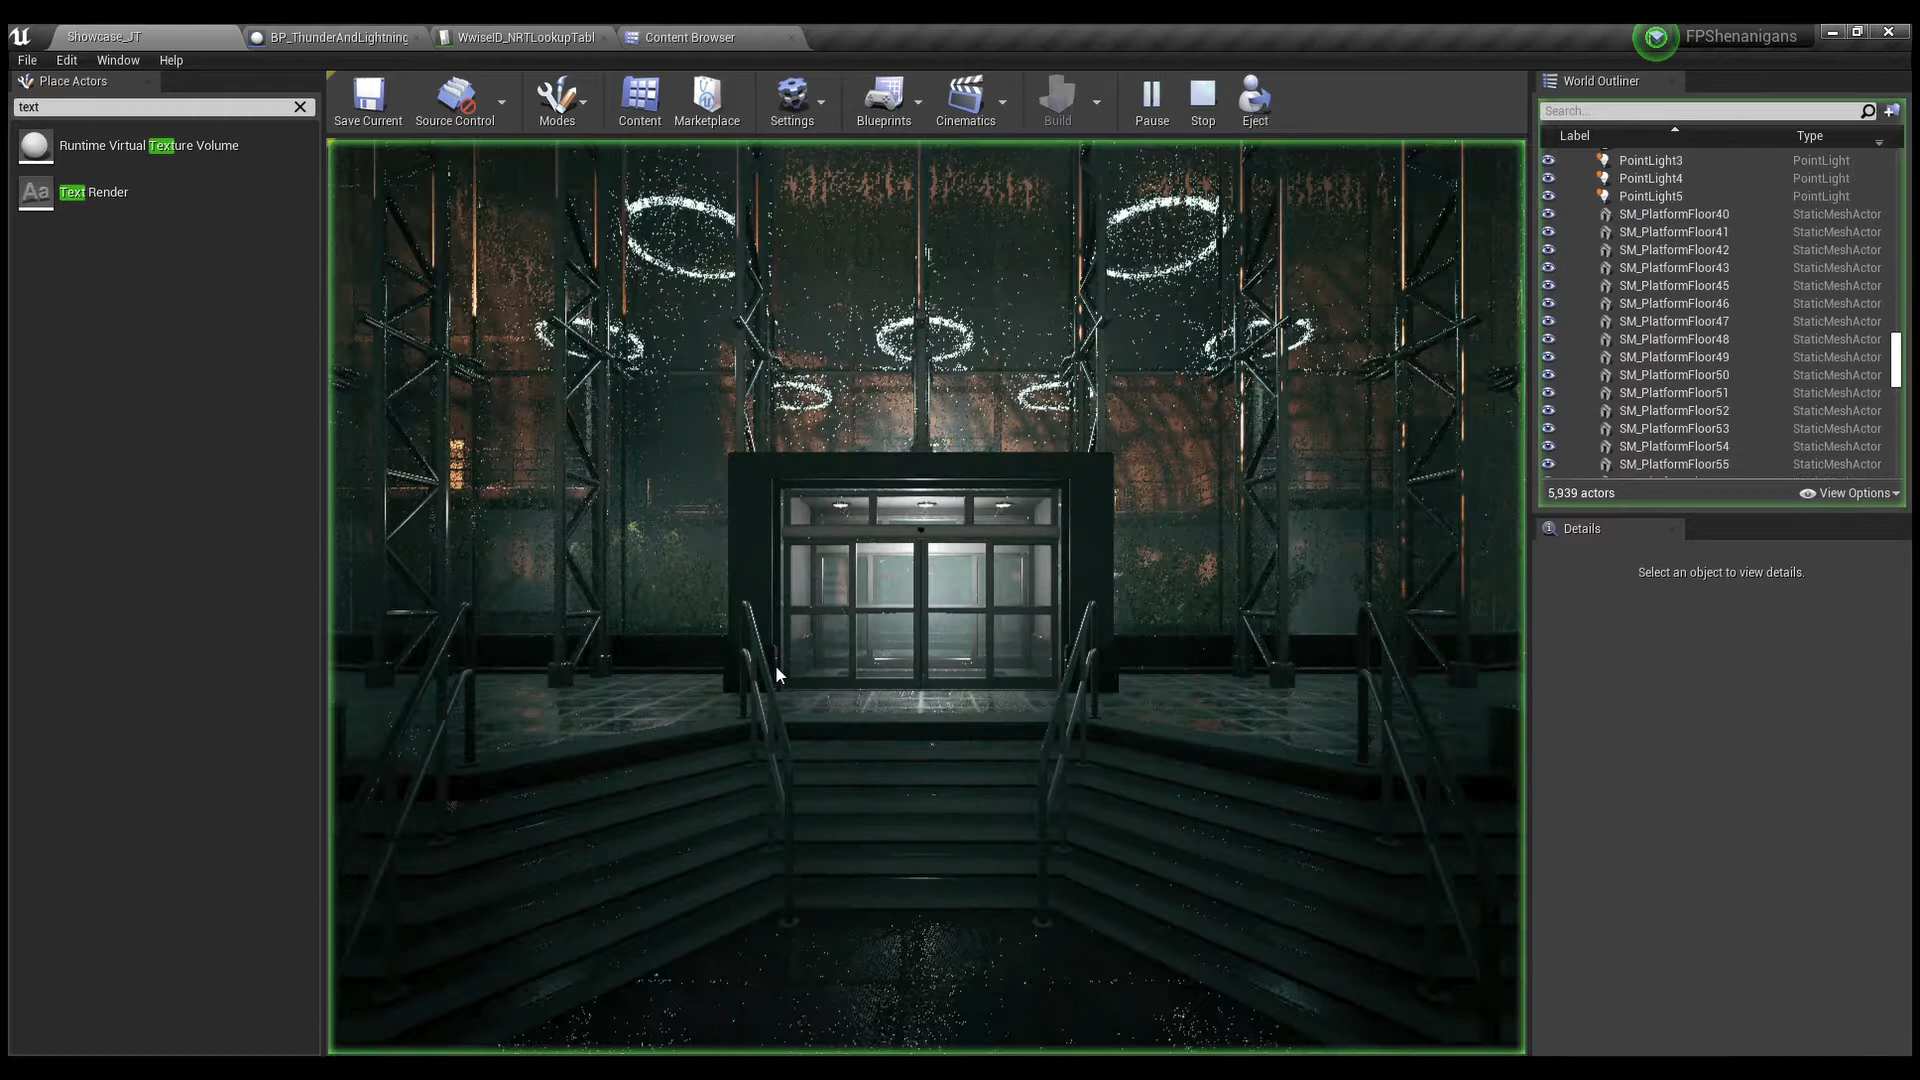 Showcase_JT
BP_ThunderAndLightning
WwiseID_NRTLookupTabl
Content Browser
FPShenanigans
File Edit Window Help
Place Actors
text
Runtime Virtual Texture Volume
Aa Text Render
Save Current
Source Control
Modes
Content
Marketplace
Settings
Blueprints
Cinematics
Build
Pause
Stop
Eject
World Outliner
Search...
Label Type
PointLight3 PointLight
PointLight4 PointLight
PointLight5 PointLight
SM_PlatformFloor40 StaticMeshActor
SM_PlatformFloor41 StaticMeshActor
SM_PlatformFloor42 StaticMeshActor
SM_PlatformFloor43 StaticMeshActor
SM_PlatformFloor45 StaticMeshActor
SM_PlatformFloor46 StaticMeshActor
SM_PlatformFloor47 StaticMeshActor
SM_PlatformFloor48 StaticMeshActor
SM_PlatformFloor49 StaticMeshActor
SM_PlatformFloor50 StaticMeshActor
SM_PlatformFloor51 StaticMeshActor
SM_PlatformFloor52 StaticMeshActor
SM_PlatformFloor53 StaticMeshActor
SM_PlatformFloor54 StaticMeshActor
SM_PlatformFloor55 StaticMeshActor
5,939 actors View Options
Details
Select an object to view details.